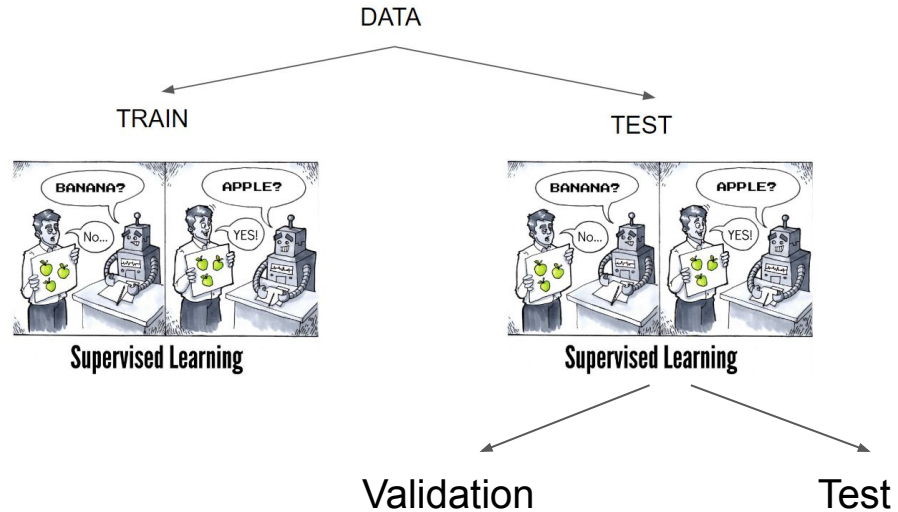 DATA
TRAIN
TEST
BANANA?
No...
APPLE?
YES!
Supervised Learning
BANANA?
No...
APPLE?
YES!
Supervised Learning
Validation
Test